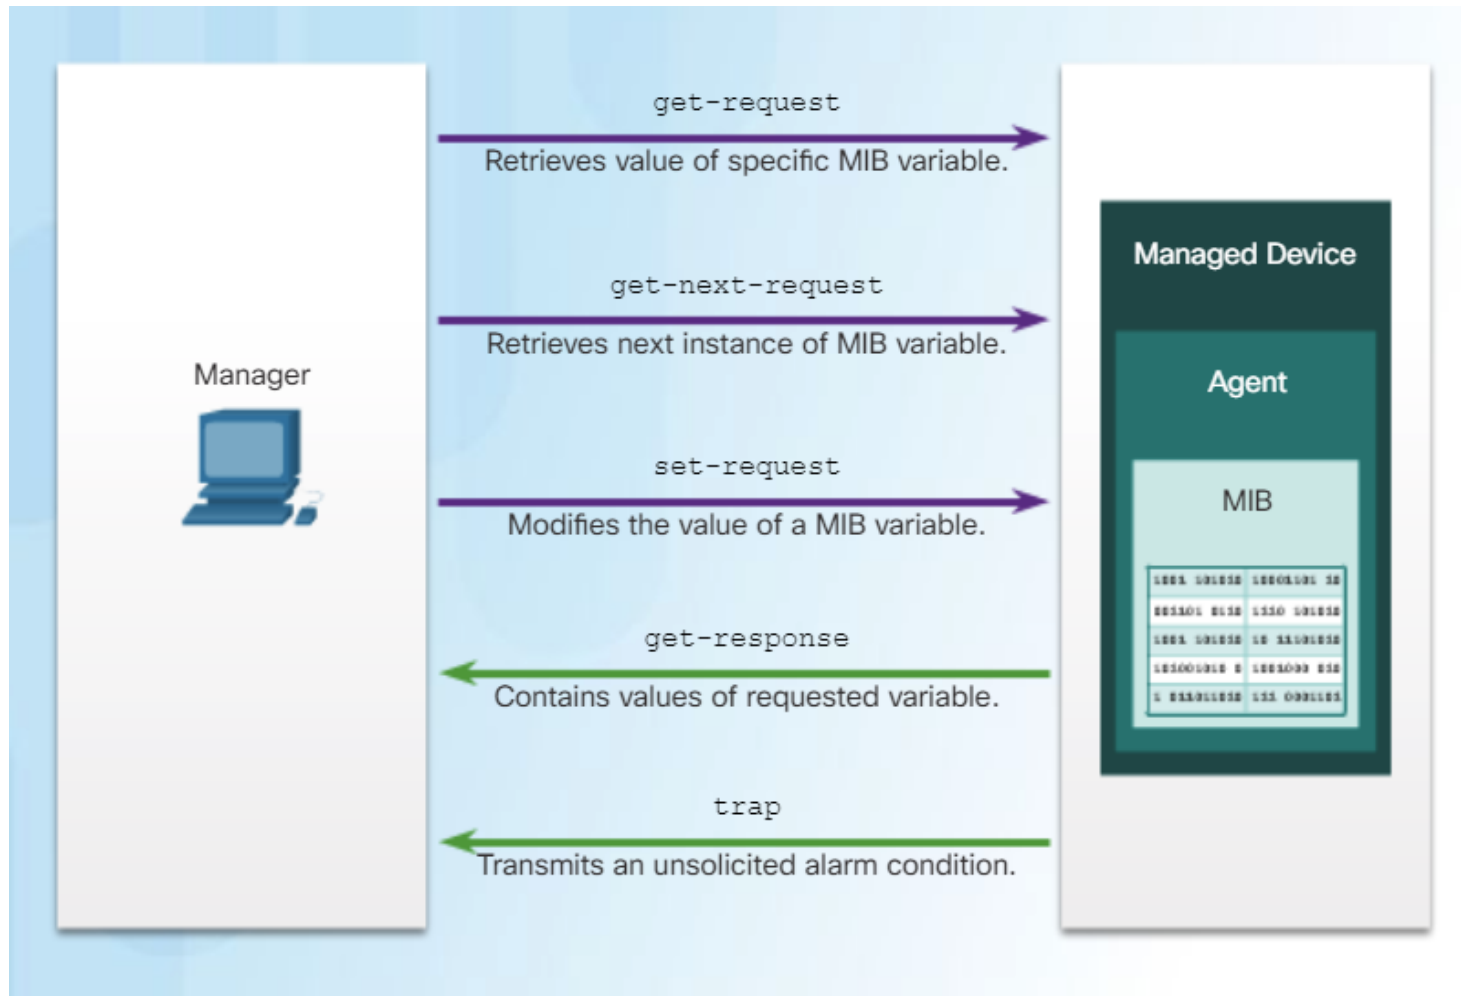 get-request
Retrieves value of specific MIB variable.
get-next-request
Retrieves next instance of MIB variable.
set-request
Modifies the value of a MIB variable.
get-response
Contains values of requested variable.
trap
Transmits an unsolicited alarm condition.
Manager
Managed Device
Agent
MIB